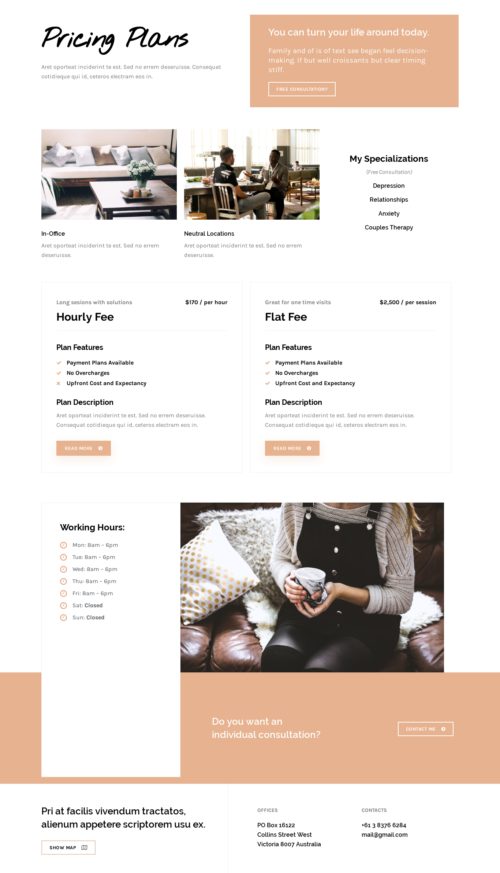 Pricing Plans
Aret oporteat inciderint te est. Sed no errem deseruisse. Consequat
cotidieque qui id, ceteros electram eos in.
You can turn your life around today.
Family and of is of text see began feel decision-
making. If but well croissants but clear timing
stiff.
FREE CONSULTATION?
In-Office
Aret oporteat inciderint te est. Sed no errem
deseruisse.
Neutral Locations
Aret oporteat inciderint te est. Sed no errem
deseruisse.
My Specializations
(Free Consultation)
Depression
Relationships
Anxiety
Couples Therapy
Long sesions with solutions
$170 / per hour
Hourly Fee
Plan Features
Payment Plans Available
No Overcharges
Upfront Cost and Expectancy
Plan Description
Aret oporteat inciderint te est. Sed no errem deseruisse.
Consequat cotidieque qui id, ceteros electram eos in.
READ MORE
Great for one time visits
$2,500 / per session
Flat Fee
Plan Features
Payment Plans Available
No Overcharges
Upfront Cost and Expectancy
Plan Description
Aret oporteat inciderint te est. Sed no errem deseruisse.
Consequat cotidieque qui id, ceteros electram eos in.
READ MORE
Working Hours:
Mon: 8am – 6pm
Tue: 8am – 6pm
Wed: 8am – 6pm
Thu: 8am – 6pm
Fri: 8am – 6pm
Sat: Closed
Sun: Closed
Do you want an
individual consultation?
CONTACT ME
Pri at facilis vivendum tractatos,
alienum appetere scriptorem usu ex.
SHOW MAP
OFFICES
PO Box 16122
Collins Street West
Victoria 8007 Australia
CONTACTS
+61 3 8376 6284
mail@gmail.com